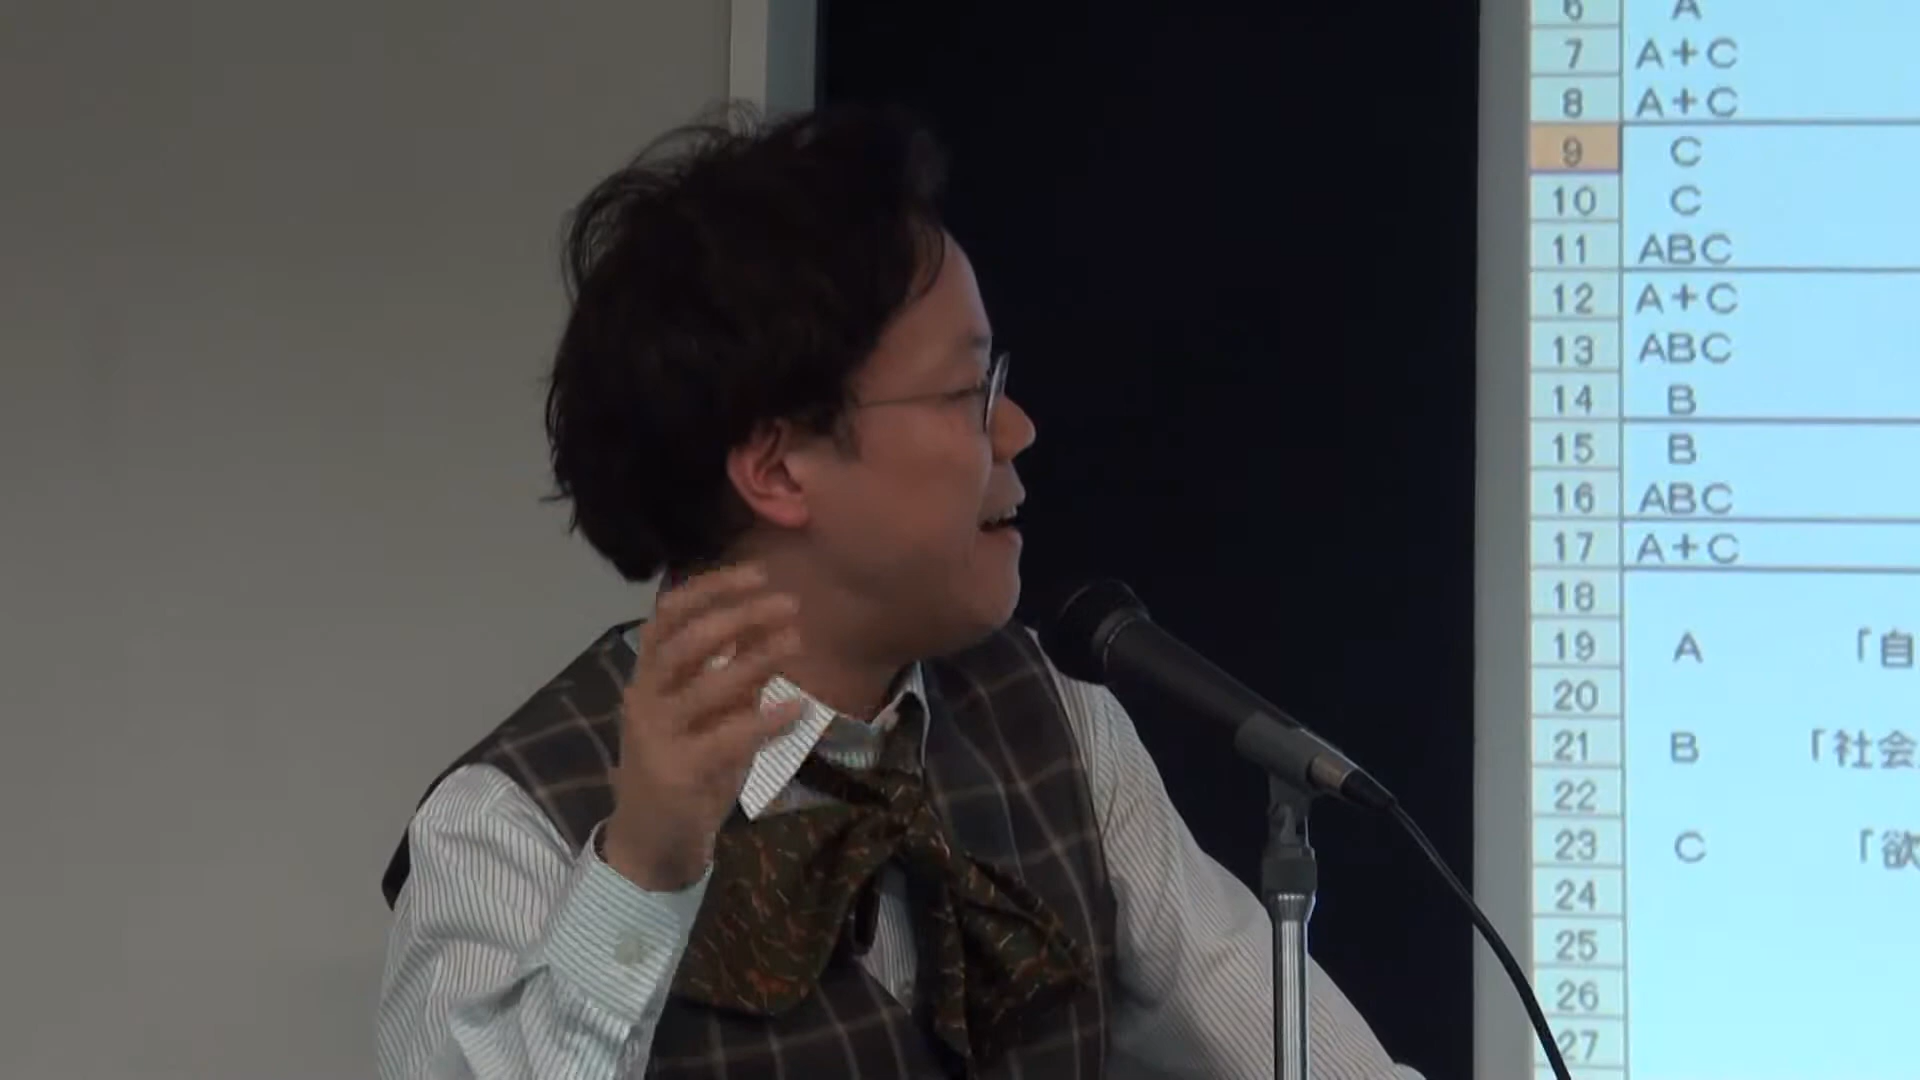 6 A
7 A+C
8 A+C
9 C
10 C
11 ABC
12 A+C
13 ABC
14 B
15 B
16 ABC
17 A+C
18
19 A 「自
20
21 B 「社会
22
23 C 「欲
24
25
26
27